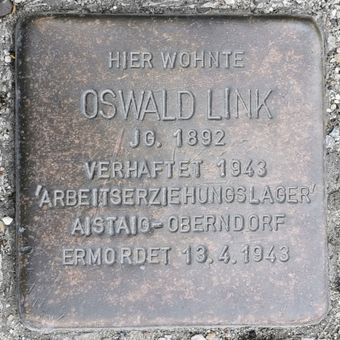 HIER WOHNTE
OSWALD LINK
JG. 1892
VERHAFTET 1943
'ARBEITSERZIEHUNGSLAGER'
AISTAIG-OBERNDORF
ERMORDET 13.4.1943